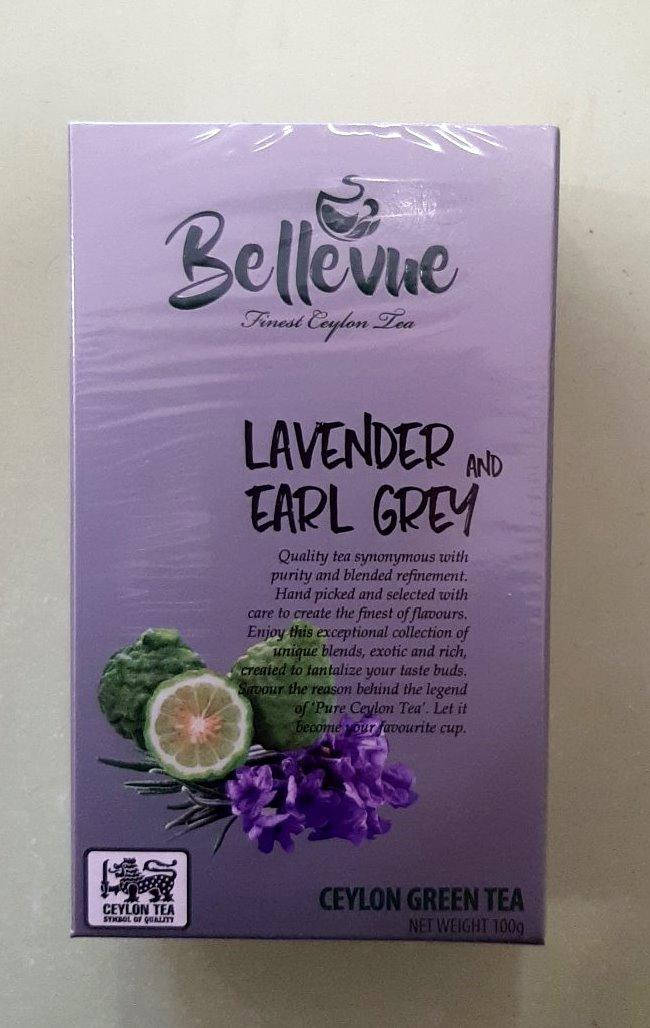 Bellevue
Finest Ceylon Tea
LAVENDER AND
EARL GREY
Quality tea synonymous with
purity and blended refinement.
Hand picked and selected with
care to create the finest of flavours.
Enjoy this exceptional collection of
unique blends, exotic and rich,
created to tantalize your taste buds.
Savour the reason behind the legend
of 'Pure Ceylon Tea'. Let it
become your favourite cup.
CEYLON TEA
SYMBOL OF QUALITY
CEYLON GREEN TEA
NET WEIGHT 100g